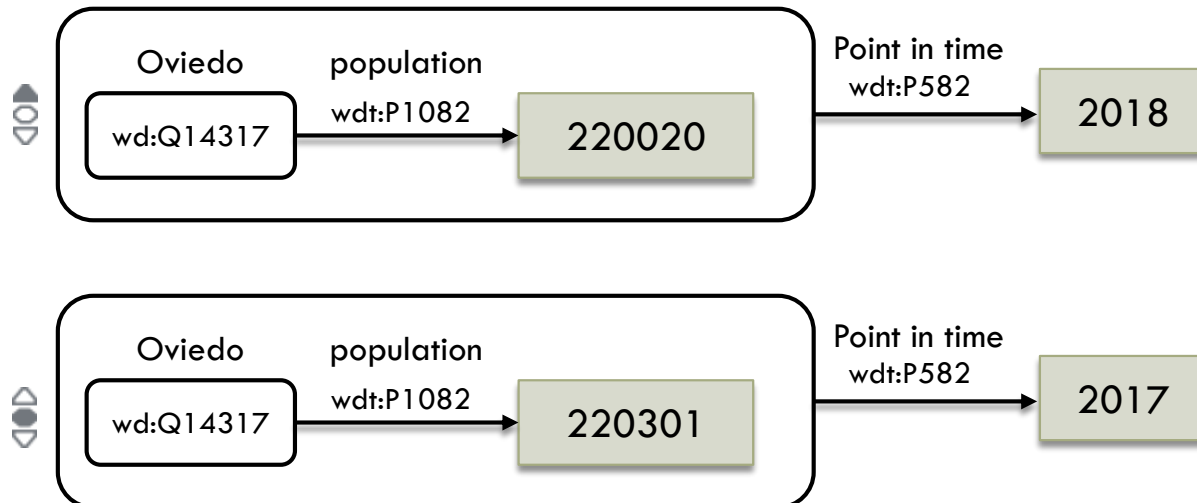 Oviedo
population
Point in time
wdt:P582
wdt:P1082
wd:Q14317
220020
2018
Oviedo
population
Point in time
wdt:P582
wdt:P1082
wd:Q14317
220301
2017